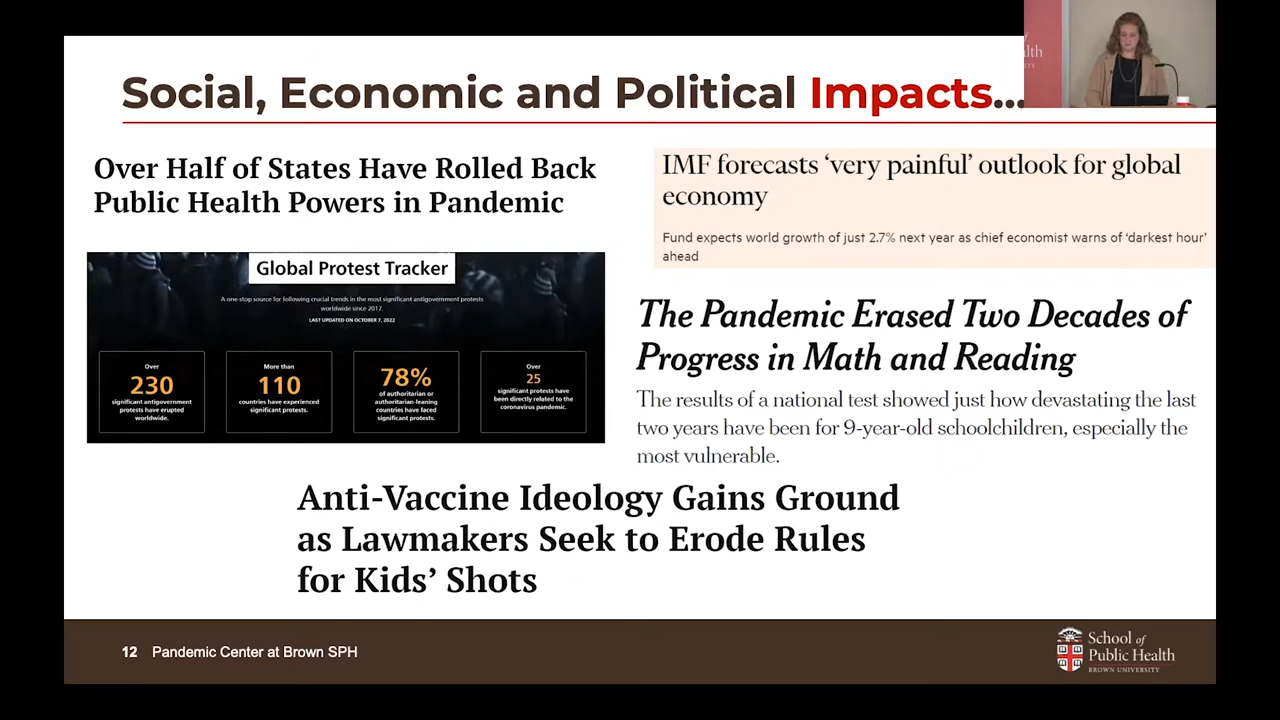 Social, Economic and Political Impacts...
Over Half of States Have Rolled Back
Public Health Powers in Pandemic
Global Protest Tracker
A one-stop source for following crucial trends in the most significant antigovernment protests
worldwide since 2017.
LAST UPDATED ON OCTOBER 7, 2022
Over
230
significant antigovernment
protests have erupted
worldwide.
More than
110
countries have experienced
significant protests.
78%
of authoritarian or
authoritarian-leaning
countries have faced
significant protests.
Over
25
significant protests have
been directly related to the
coronavirus pandemic.
IMF forecasts ‘very painful’ outlook for global
economy
Fund expects world growth of just 2.7% next year as chief economist warns of ‘darkest hour’
ahead
The Pandemic Erased Two Decades of
Progress in Math and Reading
The results of a national test showed just how devastating the last
two years have been for 9-year-old schoolchildren, especially the
most vulnerable.
Anti-Vaccine Ideology Gains Ground
as Lawmakers Seek to Erode Rules
for Kids’ Shots
12 Pandemic Center at Brown SPH
School of
Public Health
BROWN UNIVERSITY